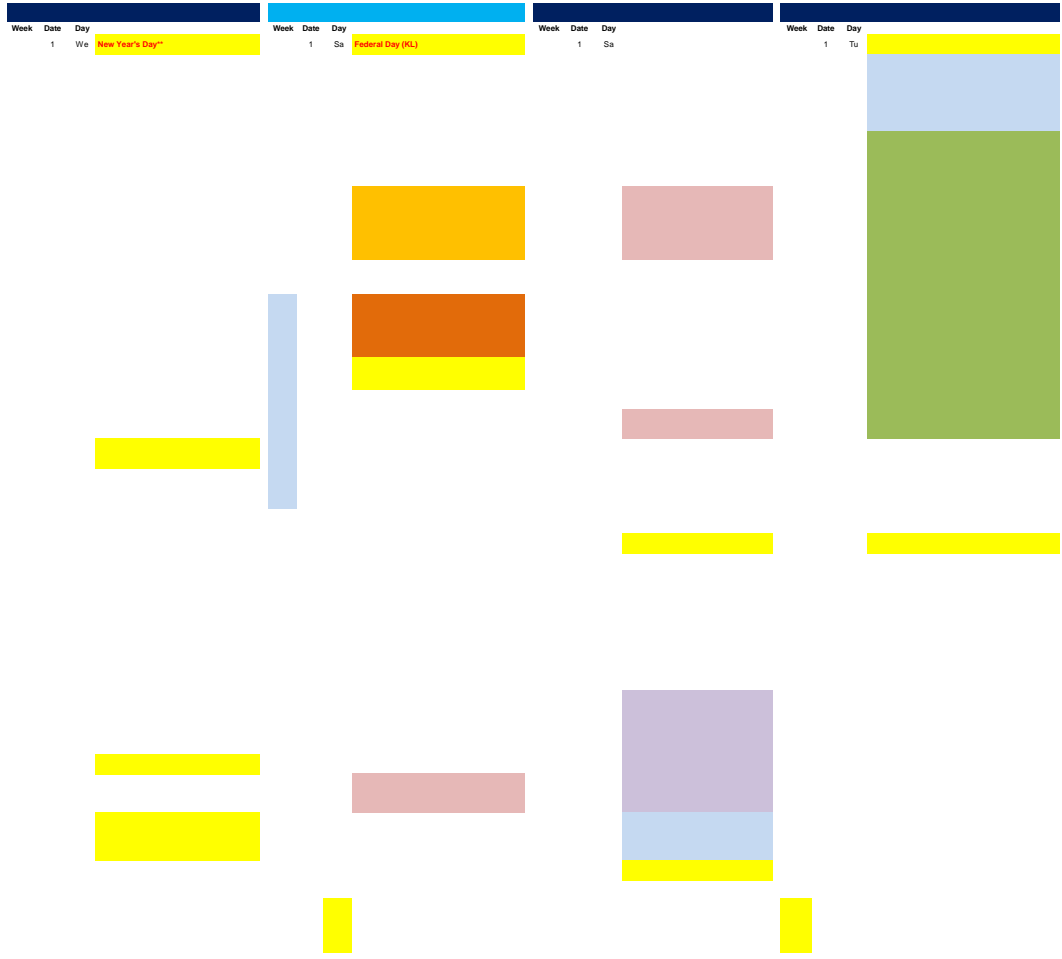 Week Date Day Week Date Day Week Date Day Week Date Day
1 We New Year's Day** 1 Sa Federal Day (KL) 1 Sa 1 Tu